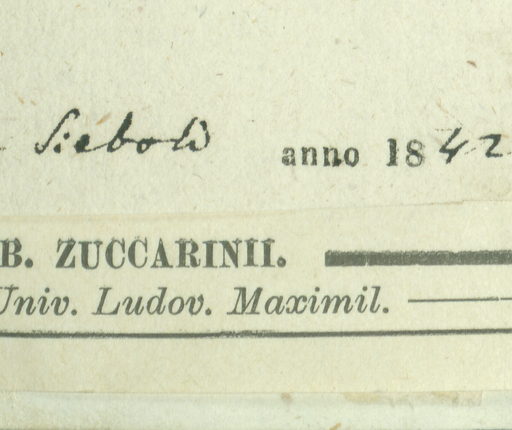 Siebold anno 1842
B. ZUCCARINII.
Univ. Ludov. Maximil.